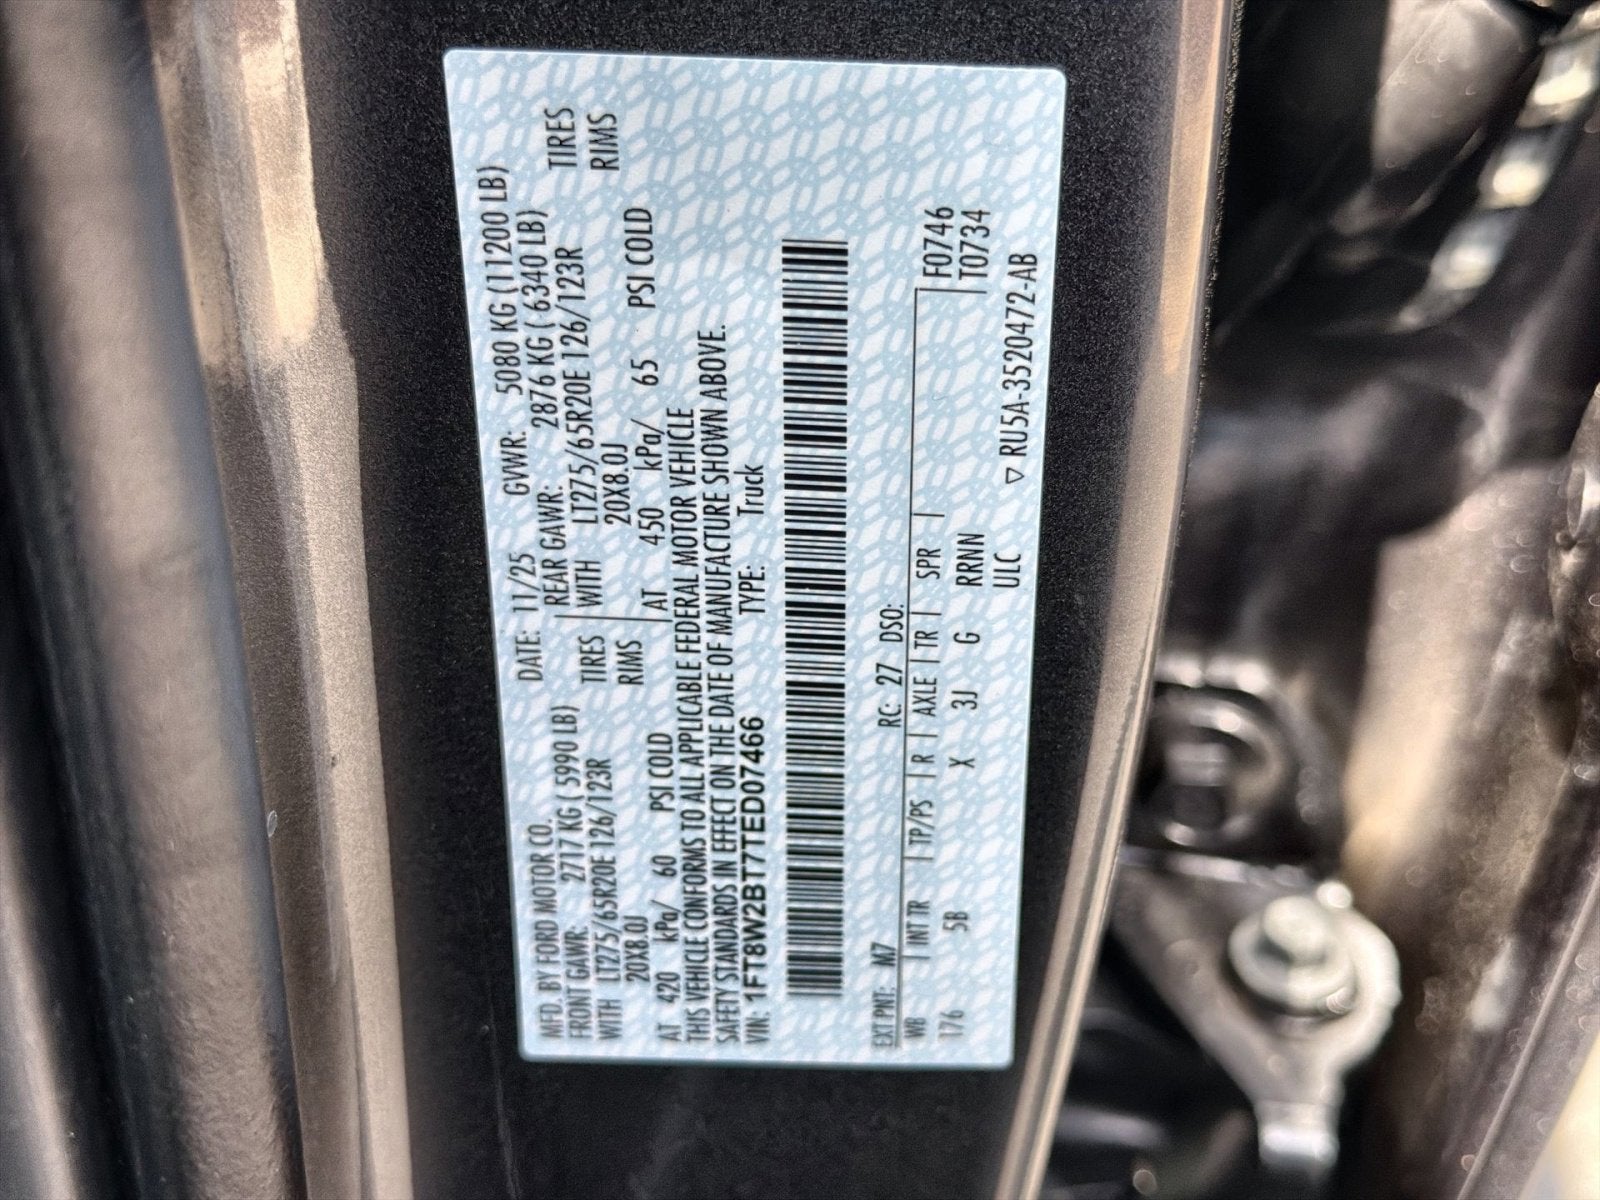 MFD. BY FORD MOTOR CO.
DATE: 11/25 GVWR: 5080 KG (11200 LB)
FRONT GAWR: 2717 KG ( 5990 LB)
REAR GAWR: 2876 KG ( 6340 LB)
WITH LT275/65R20E 126/123R TIRES
WITH LT275/65R20E 126/123R TIRES
20X8.0J RIMS
20X8.0J RIMS
AT 420 kPa/ 60 PSI COLD
AT 450 kPa/ 65 PSI COLD
THIS VEHICLE CONFORMS TO ALL APPLICABLE FEDERAL MOTOR VEHICLE
SAFETY STANDARDS IN EFFECT ON THE DATE OF MANUFACTURE SHOWN ABOVE.
VIN: 1FT8W2BT7TED07466 TYPE: Truck
EXT PNT: M7 RC: 27 DSO:
WB INT TR TP/PS R AXLE TR SPR F0746
176 5B X 3J G RRNN T0734
ULC
▽ RU5A-3520472-AB